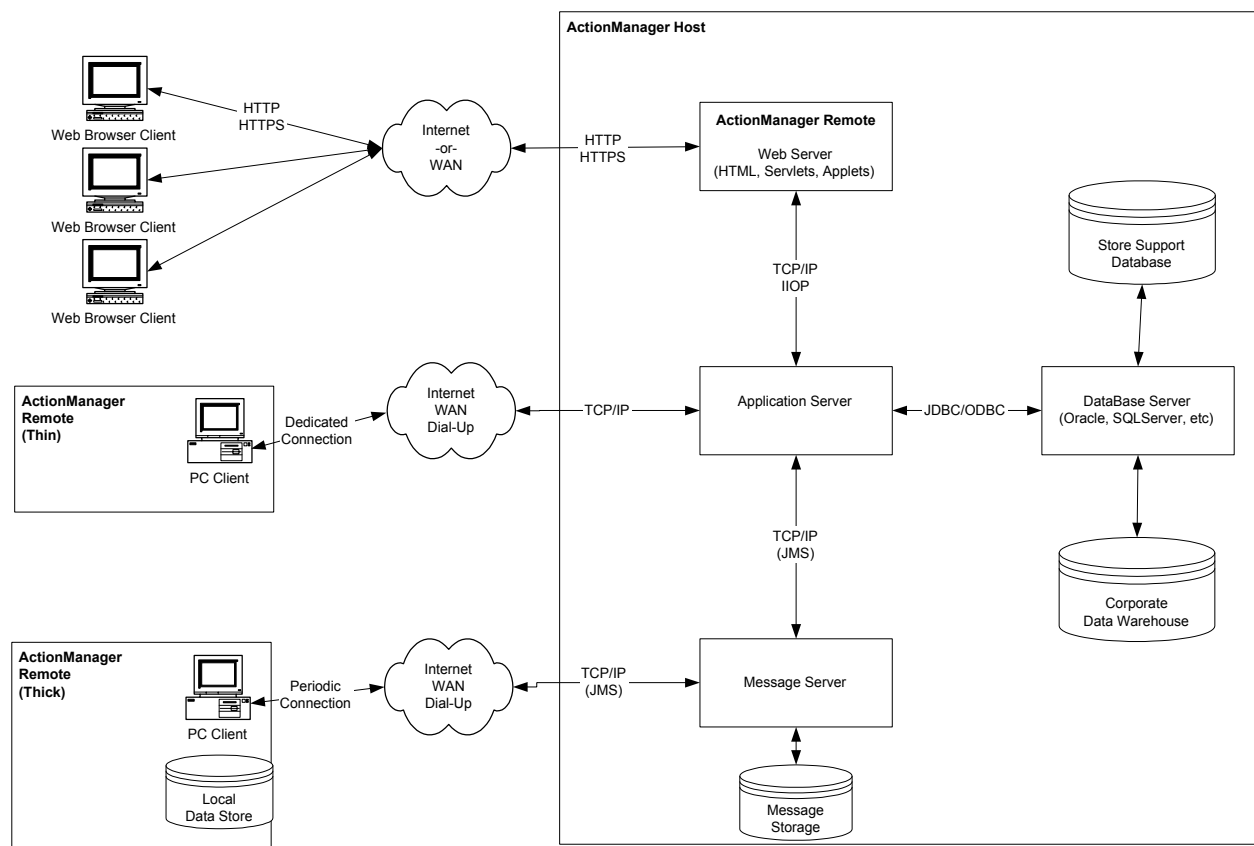 ActionManager Host
Web Browser Client
HTTP
HTTPS
Internet
-or-
WAN
HTTP
HTTPS
ActionManager Remote
Web Server
(HTML, Servlets, Applets)
Web Browser Client
Web Browser Client
TCP/IP
IIOP
Store Support
Database
ActionManager
Remote
(Thin)
PC Client
Dedicated
Connection
Internet
WAN
Dial-Up
TCP/IP
Application Server
JDBC/ODBC
DataBase Server
(Oracle, SQLServer, etc)
TCP/IP
(JMS)
Corporate
Data Warehouse
ActionManager
Remote
(Thick)
PC Client
Periodic
Connection
Internet
WAN
Dial-Up
TCP/IP
(JMS)
Message Server
Local
Data Store
Message
Storage